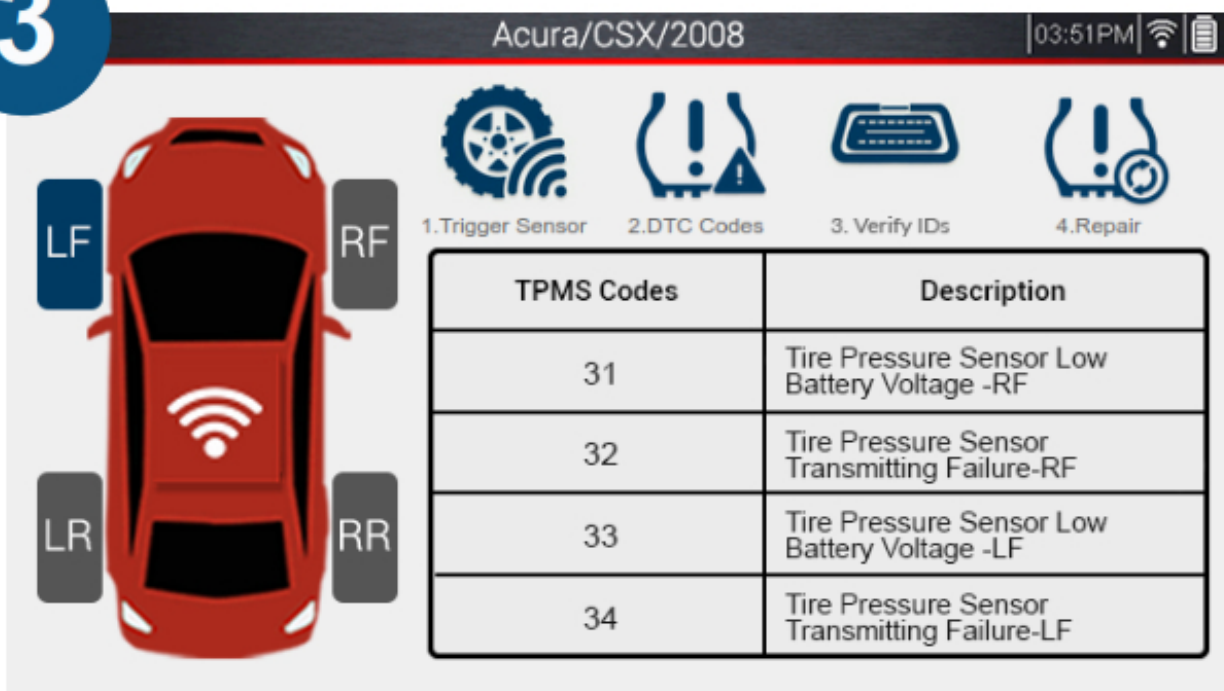 3
Acura/CSX/2008
03:51PM
LF
RF
LR
RR
1.Trigger Sensor
2.DTC Codes
3. Verify IDs
4.Repair
TPMS Codes
Description
31
Tire Pressure Sensor Low
Battery Voltage -RF
32
Tire Pressure Sensor
Transmitting Failure-RF
33
Tire Pressure Sensor Low
Battery Voltage -LF
34
Tire Pressure Sensor
Transmitting Failure-LF